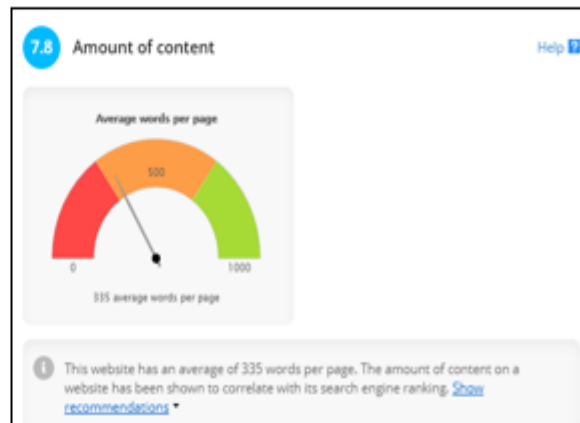 7.8 Amount of content Help ?
Average words per page
500
0 1000
335 average words per page
i This website has an average of 335 words per page. The amount of content on a
website has been shown to correlate with its search engine ranking. Show
recommendations